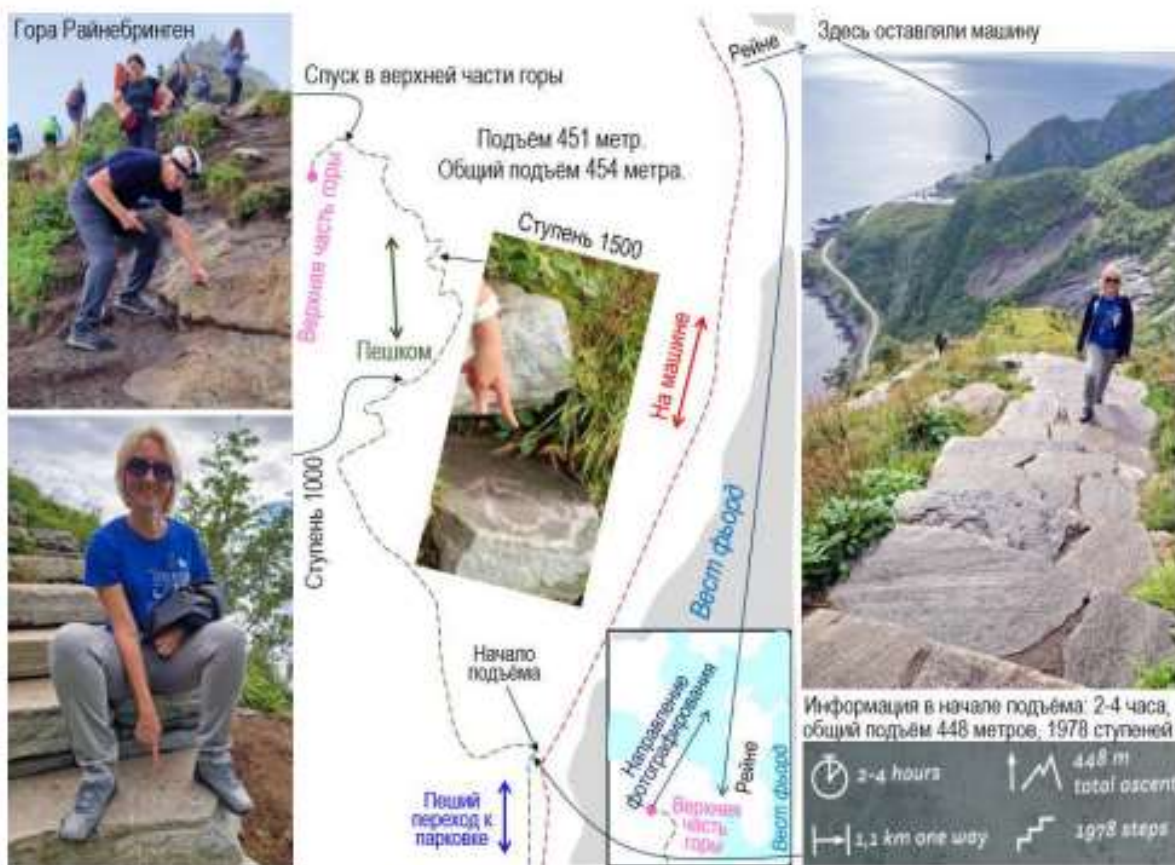 Гора Райнебринген
Спуск в верхней части горы
Подъём 451 метр.
Общий подъём 454 метра.
Верхняя часть горы
Пешком
Ступень 1500
Ступень 1000
На машине
Рейне
Здесь оставляли машину
Вест фьорд
Начало
подъёма
Пеший
переход к
парковке
Направление
фотографирования
Рейне
Верхняя
часть
горы
Вест фьорд
Информация в начале подъёма: 2-4 часа,
общий подъём 448 метров, 1978 ступеней
2-4 hours
448 m
total ascent
1,1 km one way
1978 steps